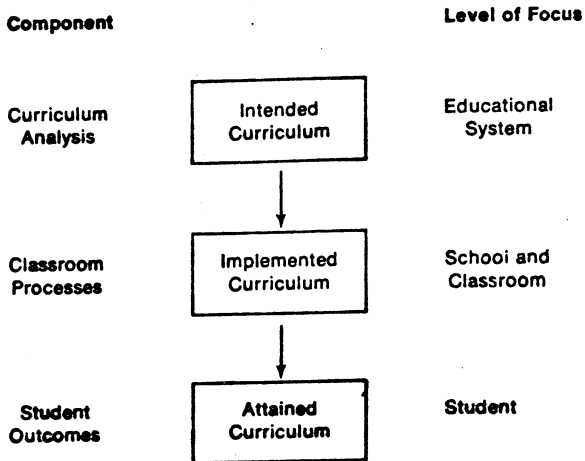 Component
Level of Focus
Curriculum
Analysis
Intended
Curriculum
Educational
System
Classroom
Processes
Implemented
Curriculum
School and
Classroom
Student
Outcomes
Attained
Curriculum
Student